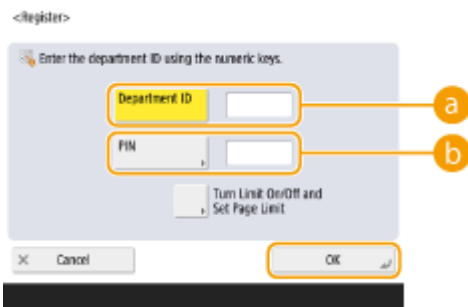 <Register>
Enter the department ID using the numeric keys.
Department ID
a
PIN
b
Turn Limit On/Off and
Set Page Limit
Cancel
OK